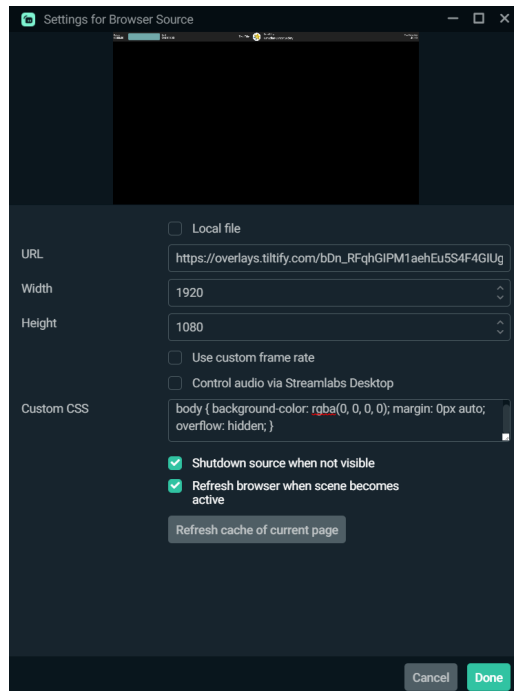 Settings for Browser Source
Local file
URL
https://overlays.tiltify.com/bDn_RFqhGIPM1aehEu5S4F4GIUg
Width
1920
Height
1080
Use custom frame rate
Control audio via Streamlabs Desktop
Custom CSS
body { background-color: rgba(0, 0, 0, 0); margin: 0px auto;
overflow: hidden; }
Shutdown source when not visible
Refresh browser when scene becomes
active
Refresh cache of current page
Cancel
Done